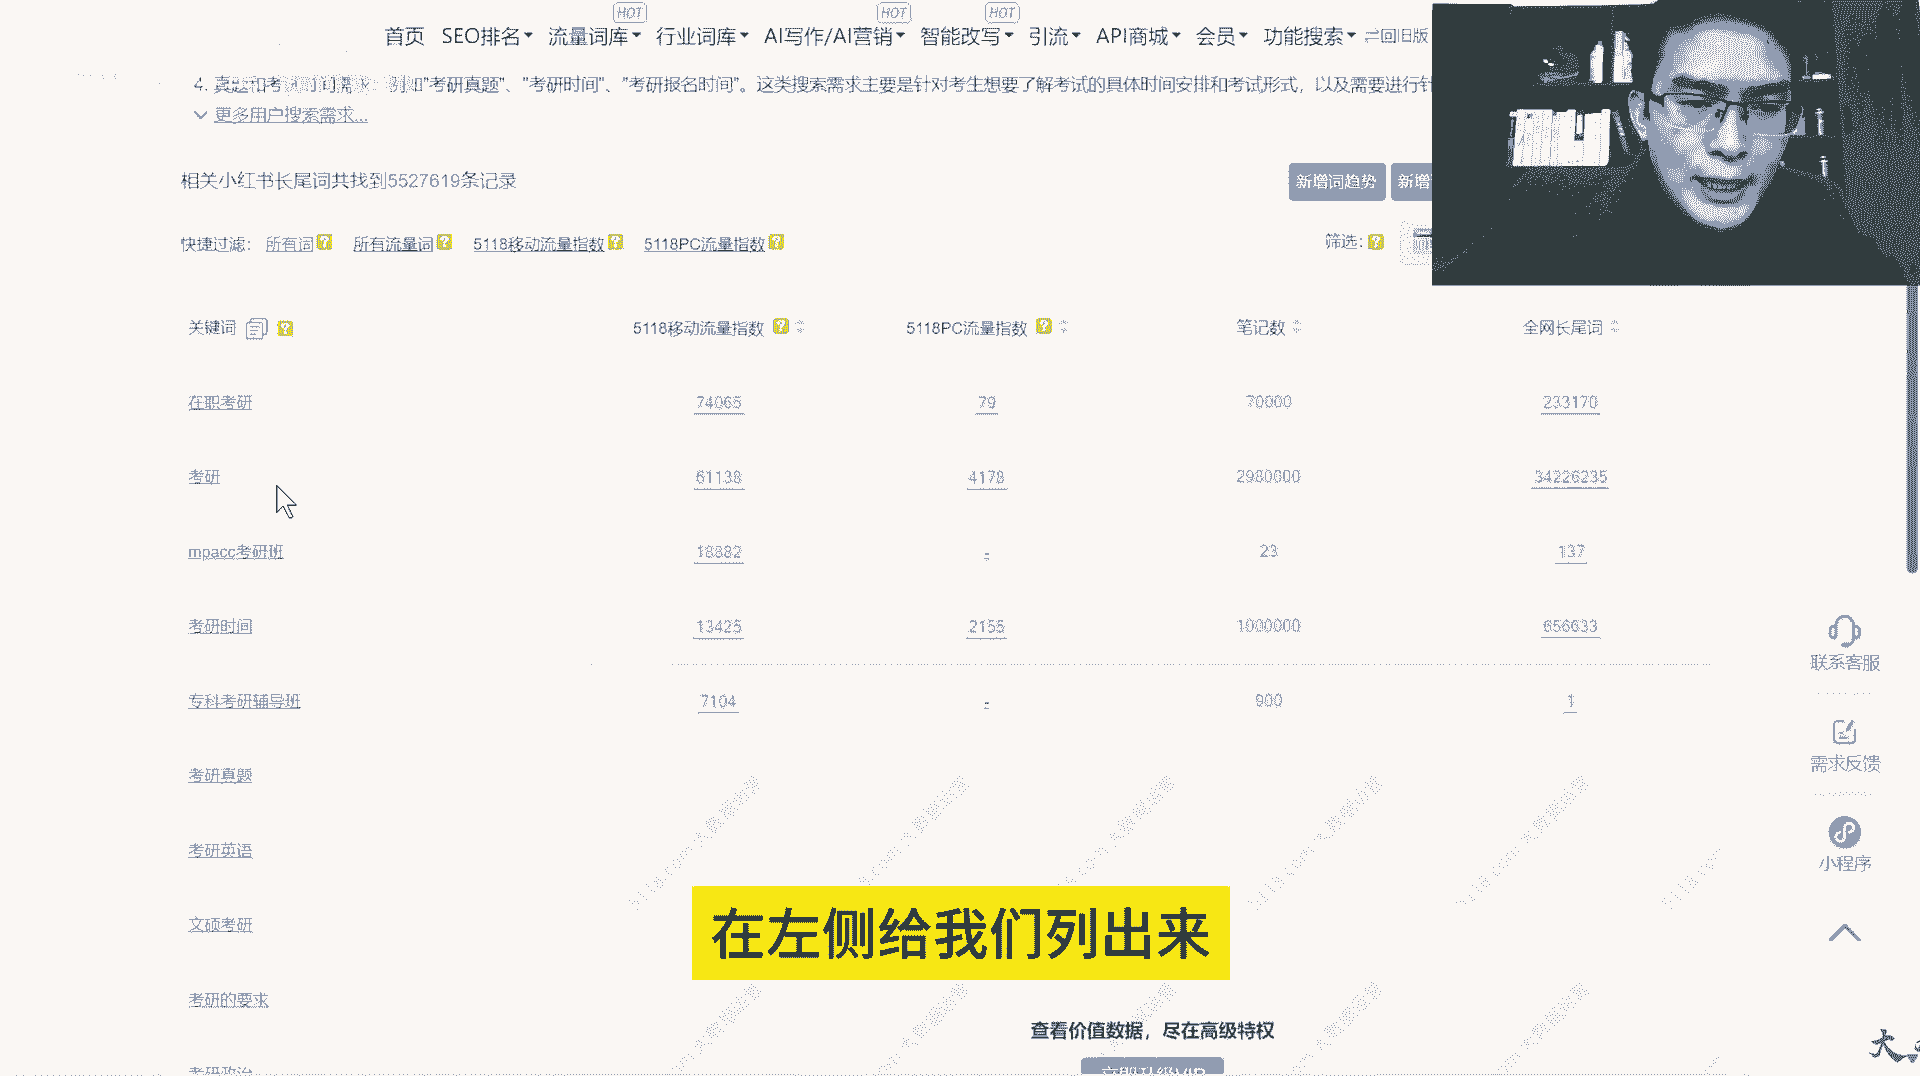 HOT HOT HOT
首页 SEO排名 流量词库 行业词库 AI写作/AI营销 智能改写 引流 API商城 会员 功能搜索 回旧版
4. 真题和考试时间需求：例如"考研真题"、"考研时间"、"考研报名时间"。这类搜索需求主要是针对考生想要了解考试的具体时间安排和考试形式，以及需要进行针
更多用户搜索需求...
相关小红书长尾词共找到5527619条记录
新增词趋势 新增
快捷过滤: 所有词 所有流量词 5118移动流量指数 5118PC流量指数 筛选:
关键词 5118移动流量指数 5118PC流量指数 笔记数 全网长尾词
在职考研 74065 79 70000 233170
考研 61138 4178 2980000 34226235
mpacc考研班 18882 - 23 137
考研时间 13425 2155 1000000 656633
专科考研辅导班 7104 - 900 1
考研真题
考研英语
文硕考研
考研的要求
考研政治
联系客服
需求反馈
小程序
在左侧给我们列出来
查看价值数据，尽在高级特权
立即升级VIP